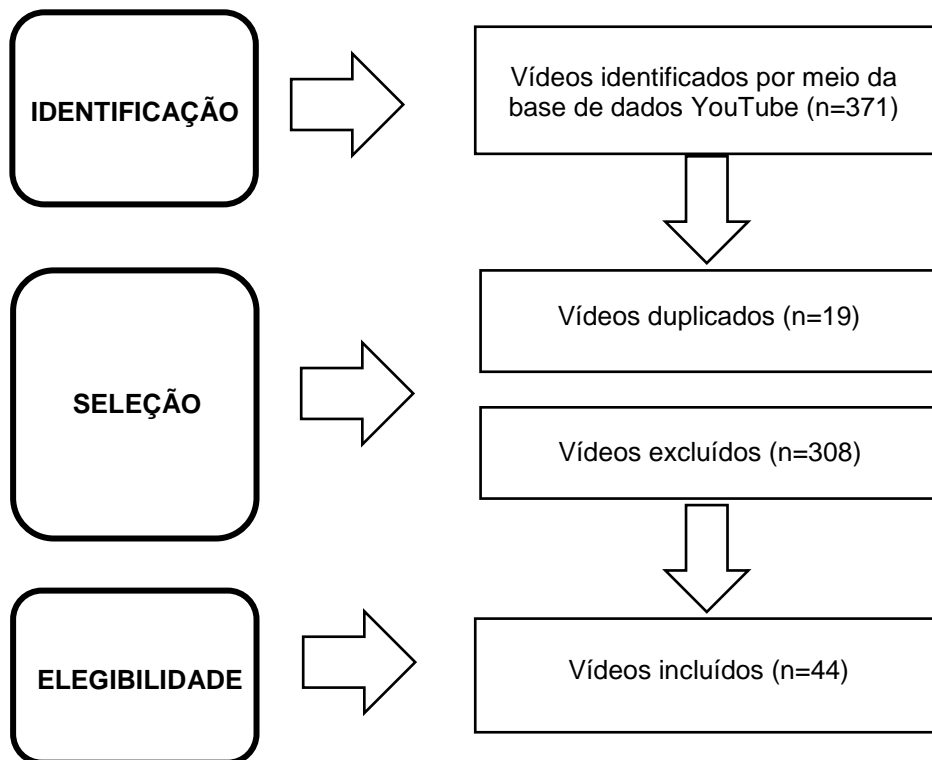 IDENTIFICAÇÃO
Vídeos identificados por meio da
base de dados YouTube (n=371)
SELEÇÃO
Vídeos duplicados (n=19)
Vídeos excluídos (n=308)
ELEGIBILIDADE
Vídeos incluídos (n=44)